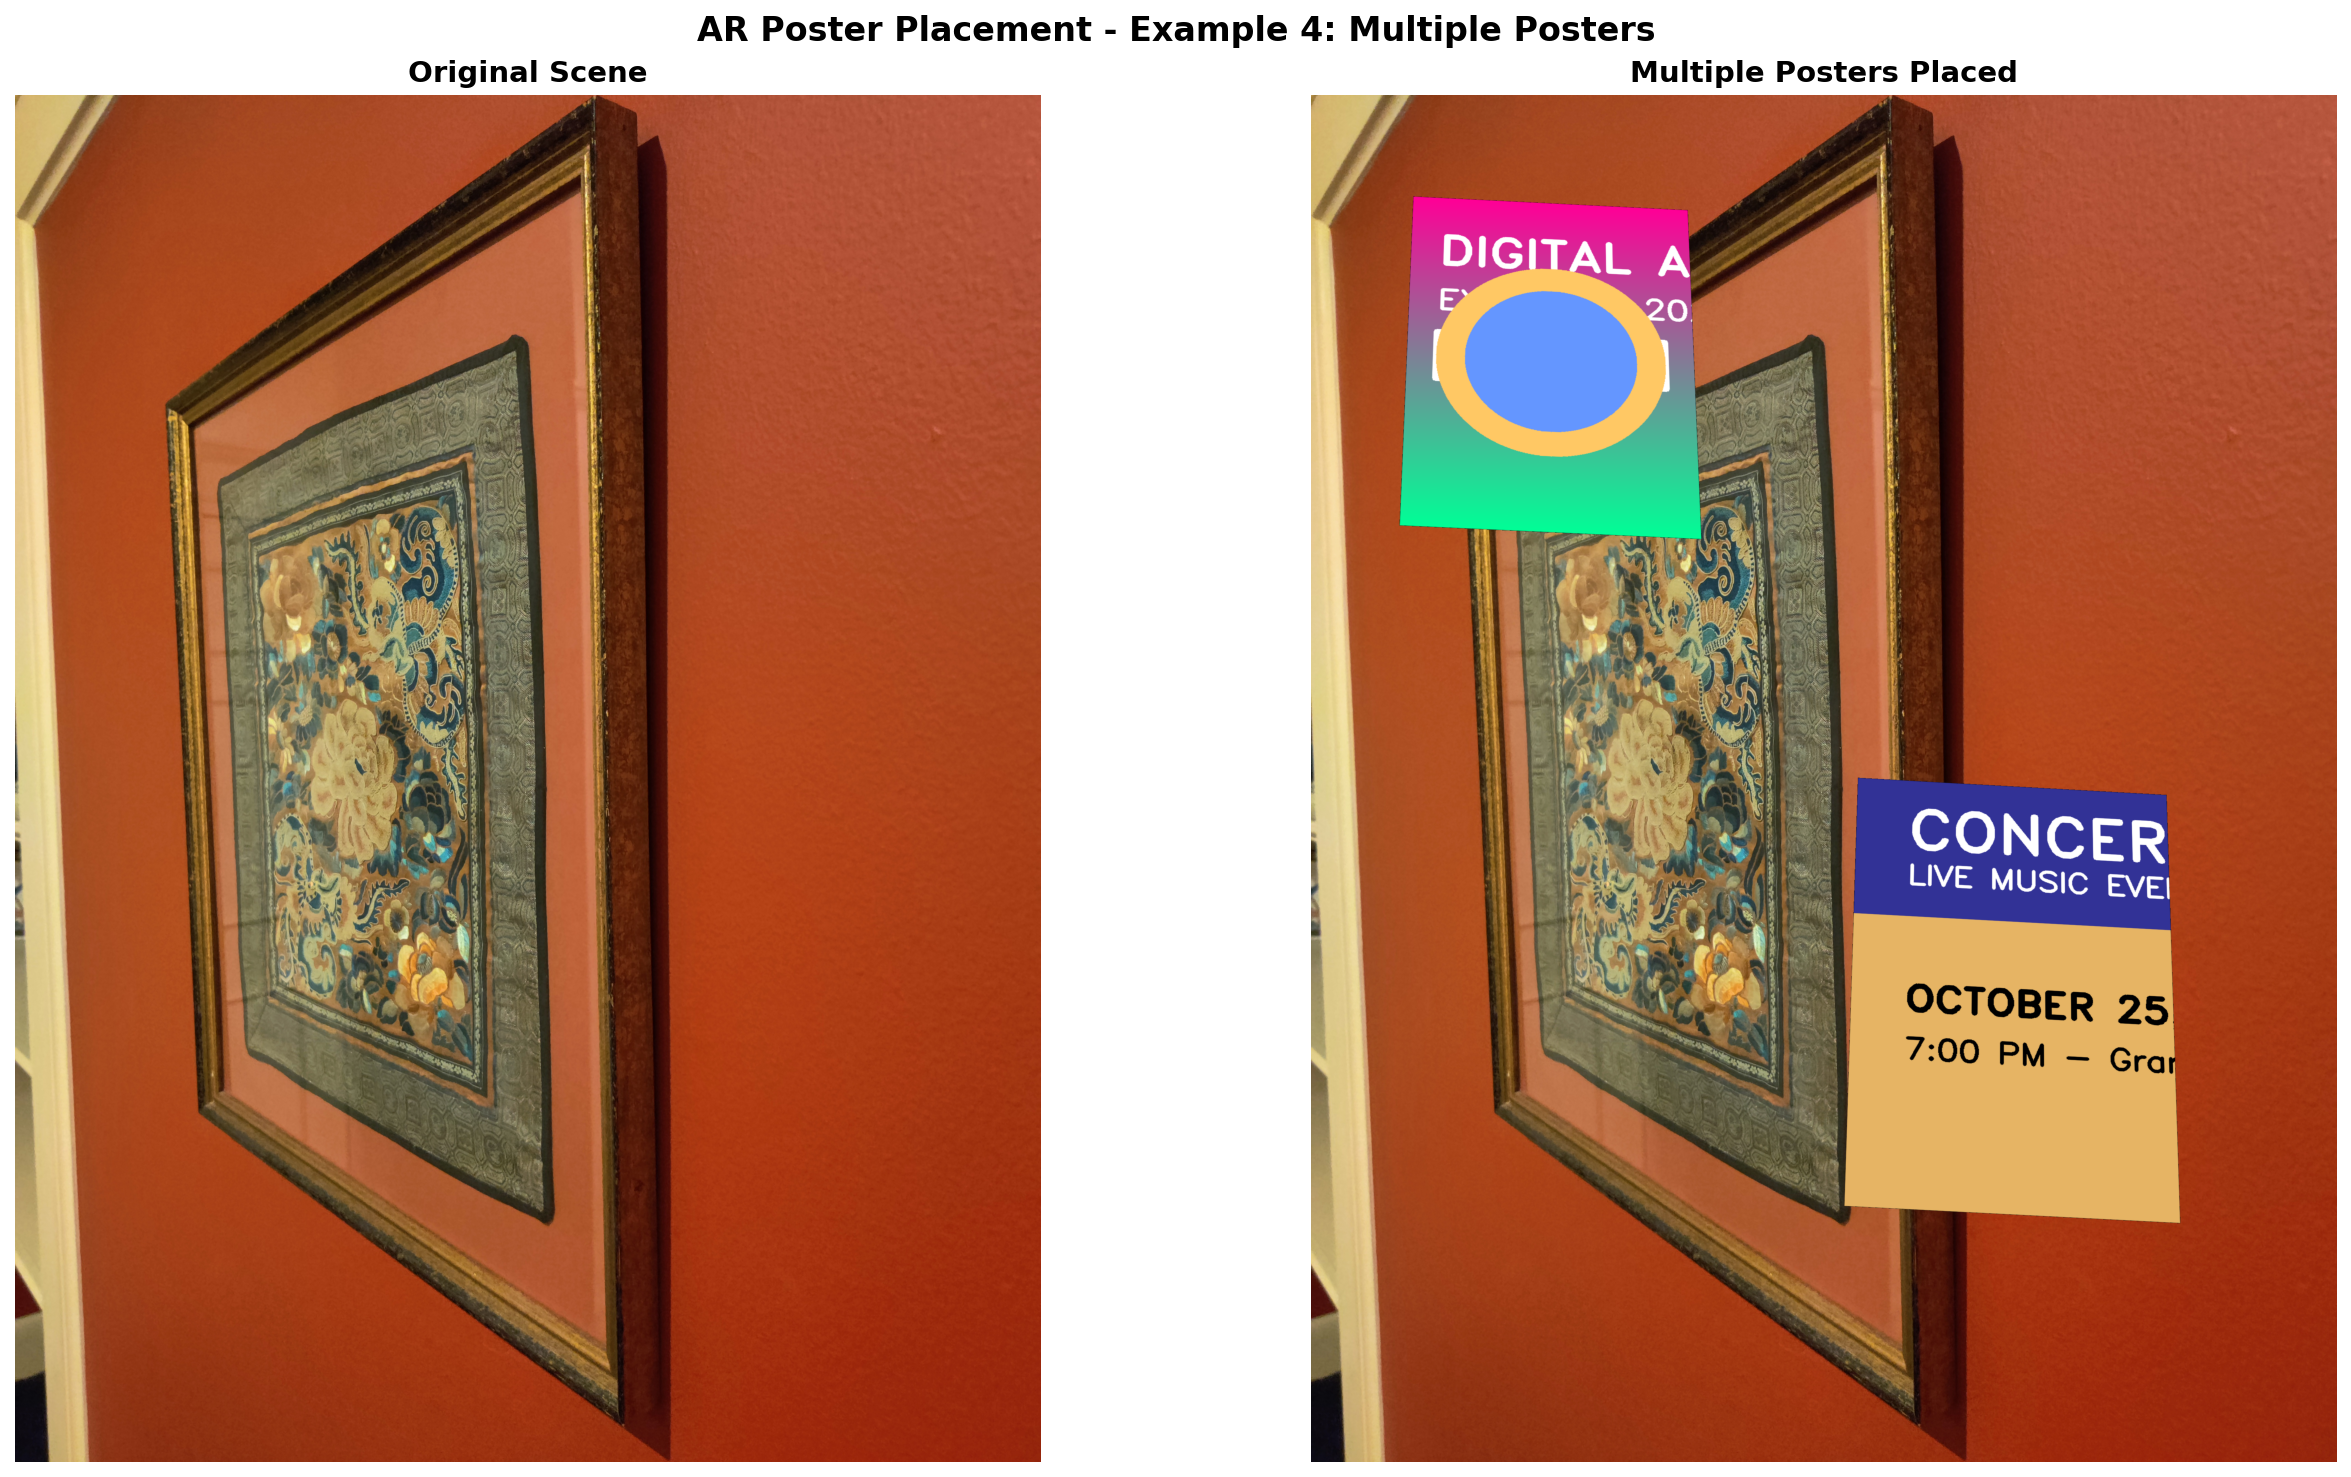 AR Poster Placement - Example 4: Multiple Posters
Original Scene
Multiple Posters Placed
DIGITAL A
CONCER
LIVE MUSIC EVE
OCTOBER 25
7:00 PM – Gra